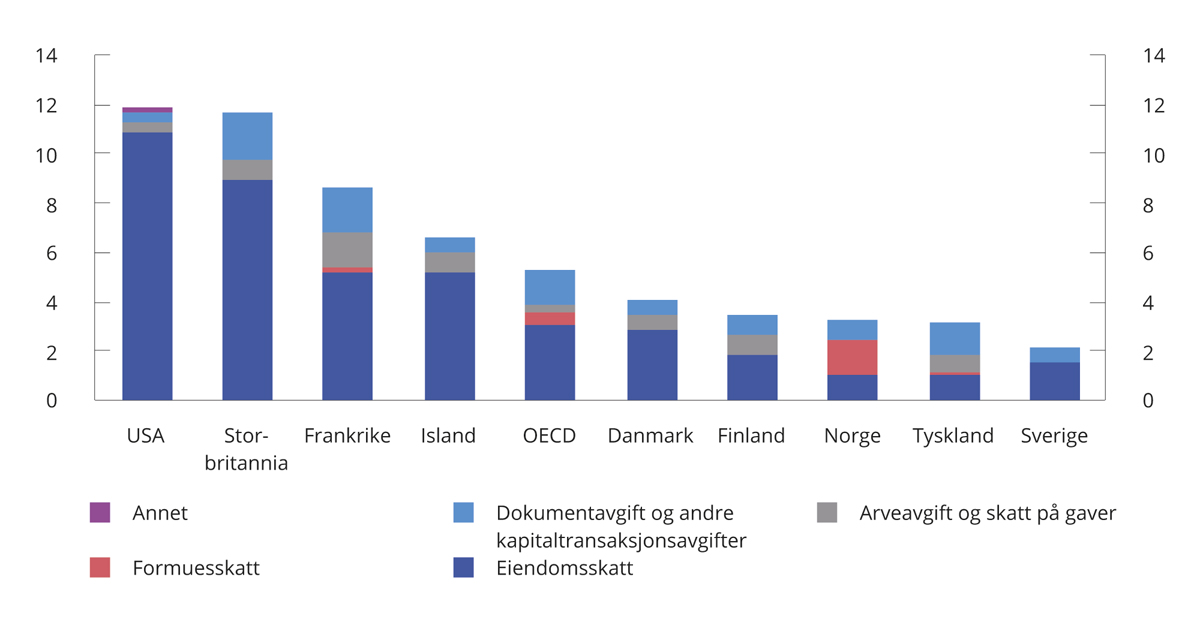 14 14
12 12
10 10
8 8
6 6
4 4
2 2
0 0
USA Stor- Frankrike Island OECD Danmark Finland Norge Tyskland Sverige
britannia
Annet Dokumentavgift og andre Arveavgift og skatt på gaver
kapitaltransaksjonsavgifter
Formuesskatt Eiendomsskatt